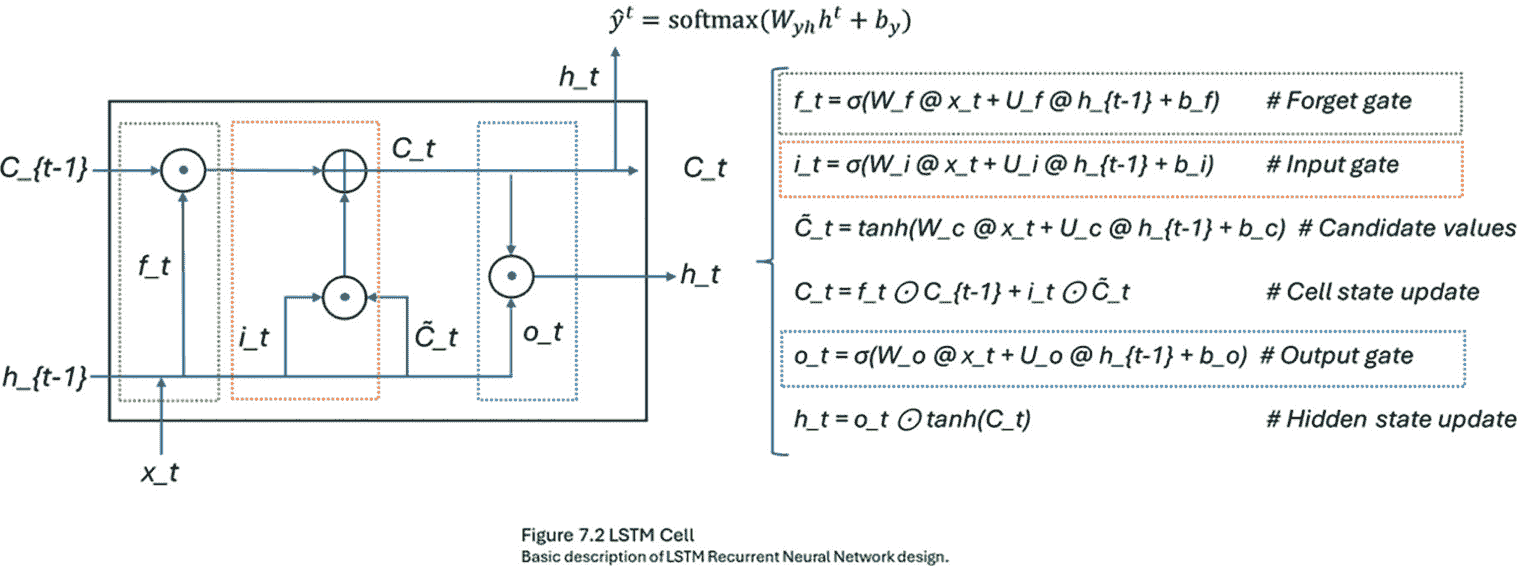 ŷᵗ = softmax(W_yh hᵗ + b_y)
h_t
C_{t-1}
C_t
C_t
f_t
i_t
C̃_t
o_t
h_t
h_{t-1}
x_t
f_t = σ(W_f @ x_t + U_f @ h_{t-1} + b_f) # Forget gate
i_t = σ(W_i @ x_t + U_i @ h_{t-1} + b_i) # Input gate
C̃_t = tanh(W_c @ x_t + U_c @ h_{t-1} + b_c) # Candidate values
C_t = f_t ⊙ C_{t-1} + i_t ⊙ C̃_t # Cell state update
o_t = σ(W_o @ x_t + U_o @ h_{t-1} + b_o) # Output gate
h_t = o_t ⊙ tanh(C_t) # Hidden state update
Figure 7.2 LSTM Cell
Basic description of LSTM Recurrent Neural Network design.